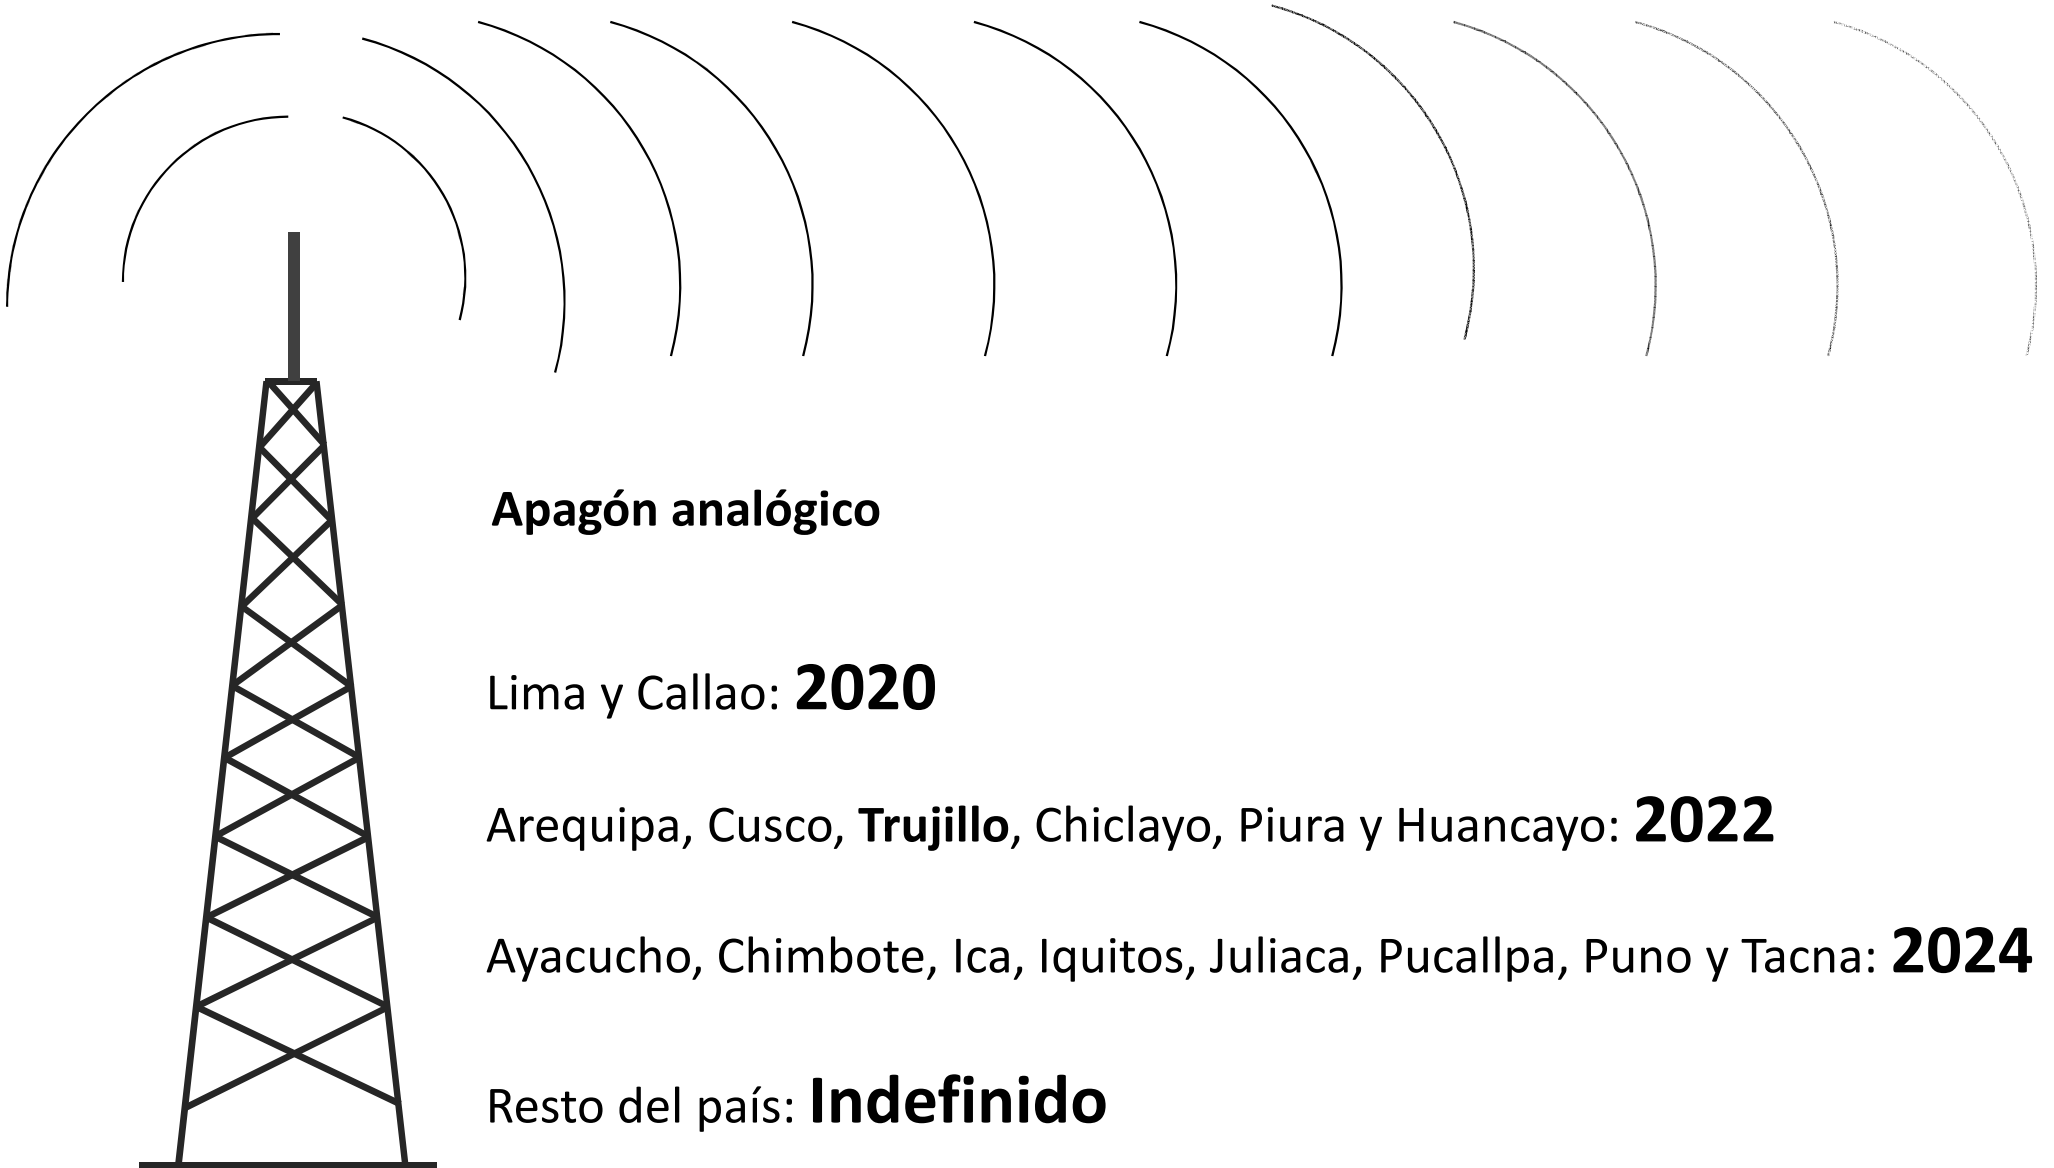 Apagón analógico
Lima y Callao: 2020
Arequipa, Cusco, Trujillo, Chiclayo, Piura y Huancayo: 2022
Ayacucho, Chimbote, Ica, Iquitos, Juliaca, Pucallpa, Puno y Tacna: 2024
Resto del país: Indefinido